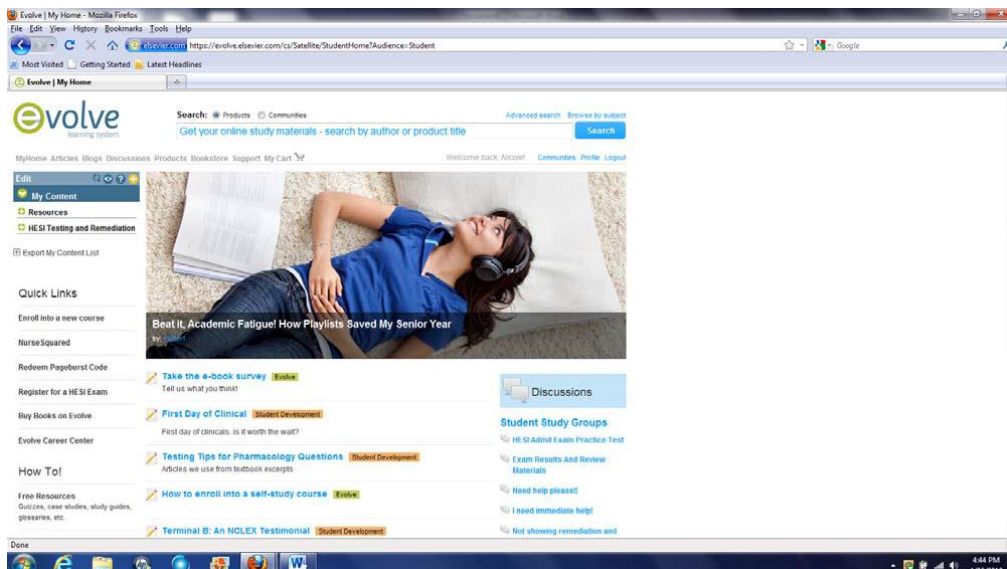 Evolve | My Home - Mozilla Firefox
File Edit View History Bookmarks Tools Help
elsevier.com https://evolve.elsevier.com/cs/Satellite/StudentHome?Audience=Student
Google
Most Visited Getting Started Latest Headlines
Evolve | My Home
evolve
learning system
Search: Products Communities
Advanced search Browse by subject
Get your online study materials - search by author or product title
Search
MyHome Articles Blogs Discussions Products Bookstore Support My Cart
Welcome back, Nicole! Communities Profile Logout
Edit
My Content
Resources
HESI Testing and Remediation
Export My Content List
Quick Links
Enroll into a new course
NurseSquared
Redeem Pageburst Code
Register for a HESI Exam
Buy Books on Evolve
Evolve Career Center
How To!
Free Resources
Quizzes, case studies, study guides,
glossaries, etc.
Beat it, Academic Fatigue! How Playlists Saved My Senior Year
by:
Take the e-book survey Evolve
Tell us what you think!
First Day of Clinical Student Development
First day of clinicals..is it worth the wait?
Testing Tips for Pharmacology Questions Student Development
Articles we use from textbook excerpts
How to enroll into a self-study course Evolve
Terminal B: An NCLEX Testimonial Student Development
Discussions
Student Study Groups
HESI Admit Exam Practice Test
Exam Results And Review
Materials
Need help please!!
I need immediate help!
Not showing remediation and
Done
4:44 PM